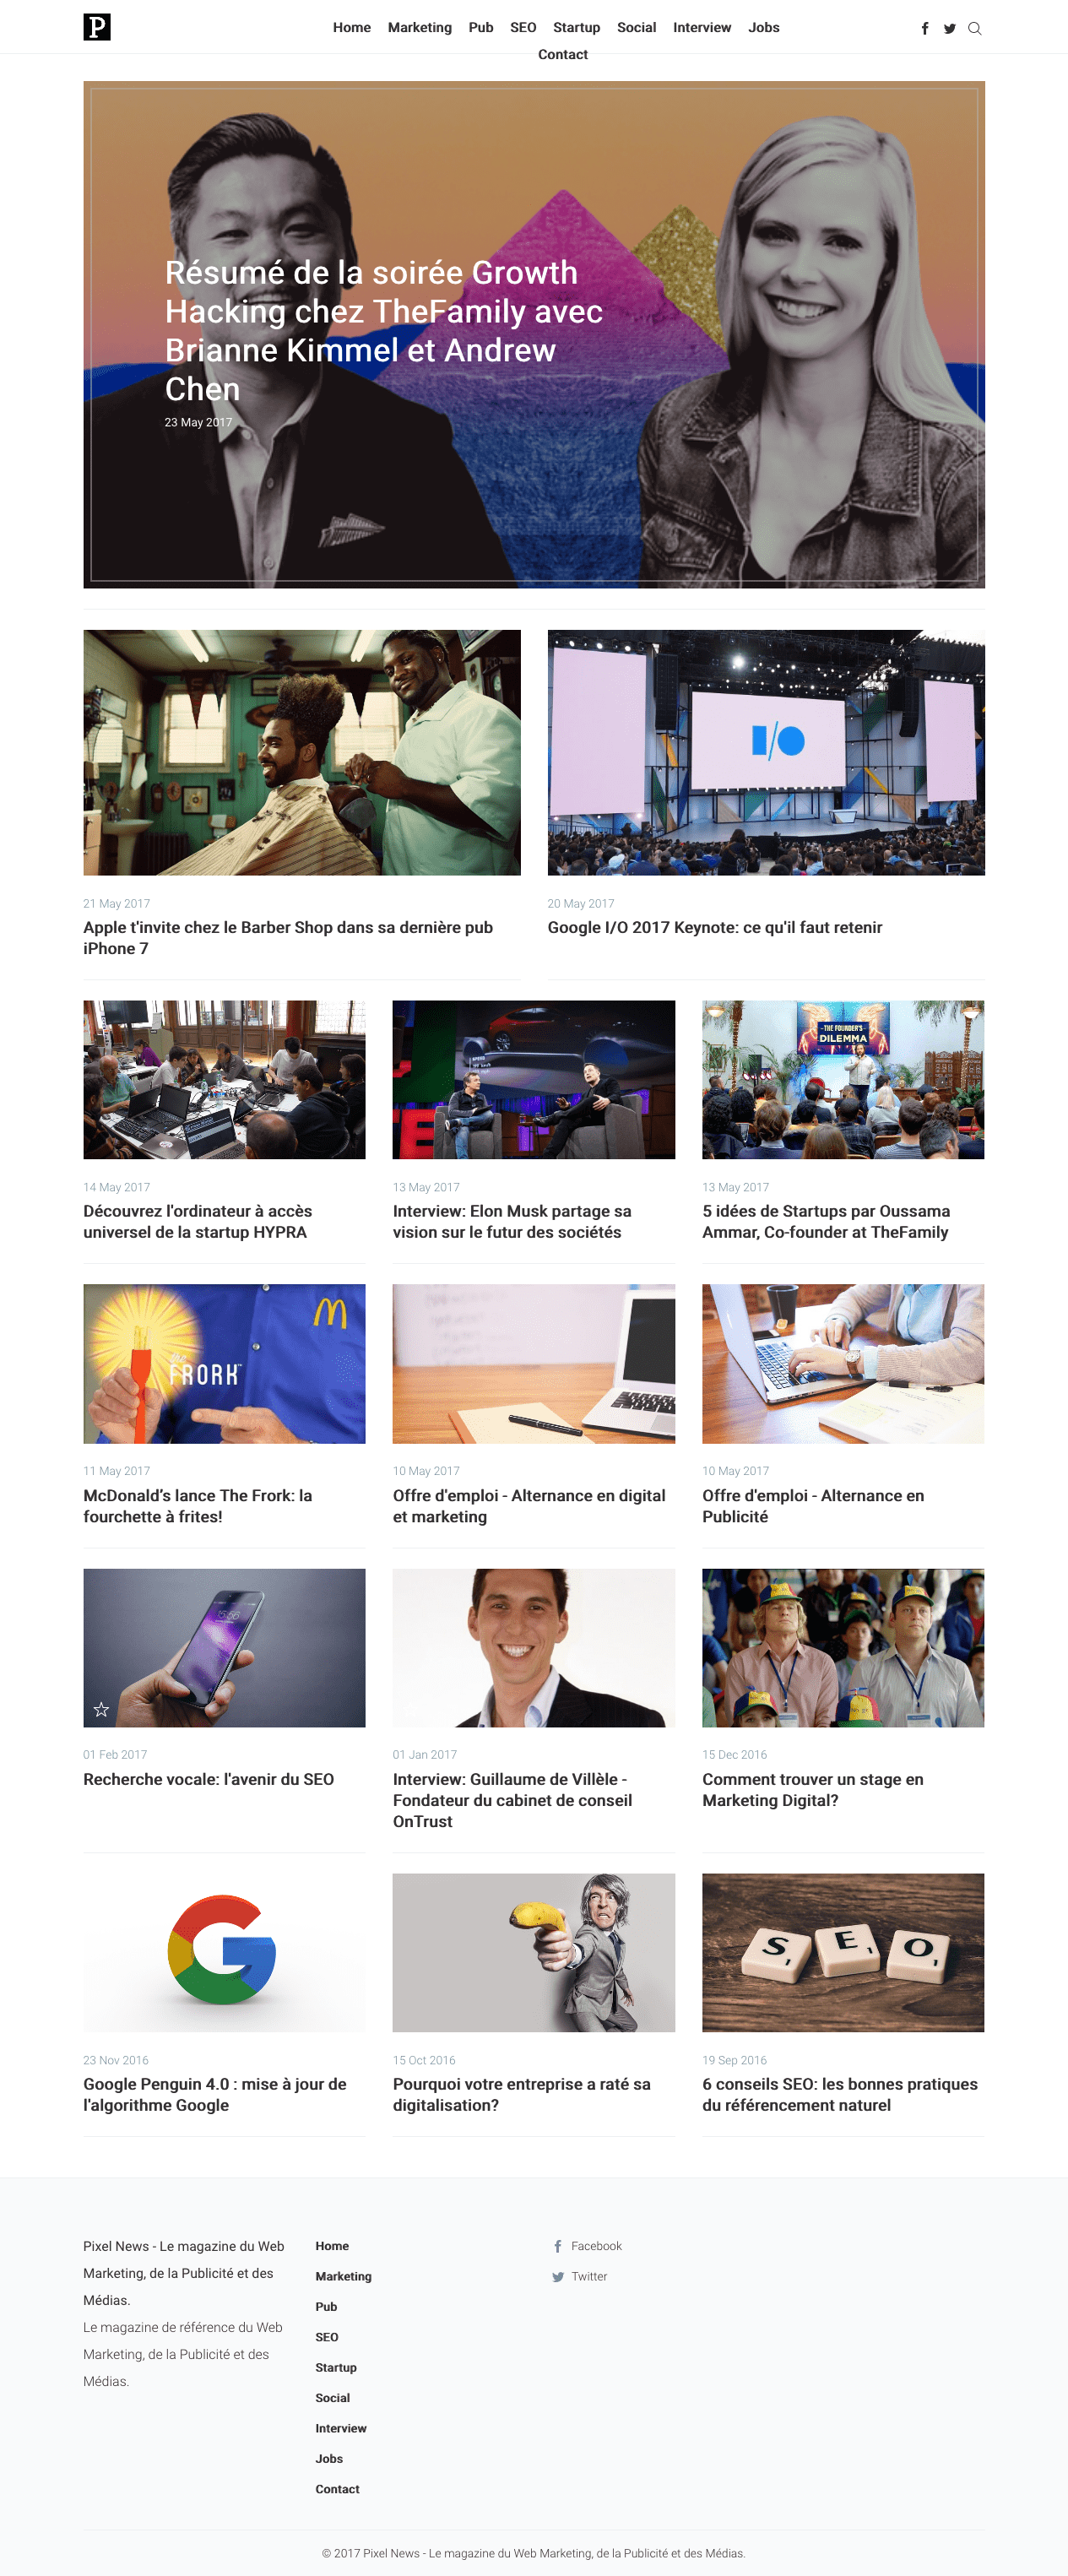 P
Home Marketing Pub SEO Startup Social Interview Jobs
Contact
Résumé de la soirée Growth
Hacking chez TheFamily avec
Brianne Kimmel et Andrew
Chen
23 May 2017
I/O
21 May 2017
Apple t'invite chez le Barber Shop dans sa dernière pub
iPhone 7
20 May 2017
Google I/O 2017 Keynote: ce qu'il faut retenir
THE FOUNDER'S
DILEMMA
14 May 2017
Découvrez l'ordinateur à accès
universel de la startup HYPRA
13 May 2017
Interview: Elon Musk partage sa
vision sur le futur des sociétés
13 May 2017
5 idées de Startups par Oussama
Ammar, Co-founder at TheFamily
the
FRORK™
11 May 2017
McDonald’s lance The Frork: la
fourchette à frites!
10 May 2017
Offre d'emploi - Alternance en digital
et marketing
10 May 2017
Offre d'emploi - Alternance en
Publicité
01 Feb 2017
Recherche vocale: l'avenir du SEO
01 Jan 2017
Interview: Guillaume de Villèle -
Fondateur du cabinet de conseil
OnTrust
15 Dec 2016
Comment trouver un stage en
Marketing Digital?
G
S1 E1 O1
23 Nov 2016
Google Penguin 4.0 : mise à jour de
l'algorithme Google
15 Oct 2016
Pourquoi votre entreprise a raté sa
digitalisation?
19 Sep 2016
6 conseils SEO: les bonnes pratiques
du référencement naturel
Pixel News - Le magazine du Web
Marketing, de la Publicité et des
Médias.
Le magazine de référence du Web
Marketing, de la Publicité et des
Médias.
Home
Marketing
Pub
SEO
Startup
Social
Interview
Jobs
Contact
Facebook
Twitter
© 2017 Pixel News - Le magazine du Web Marketing, de la Publicité et des Médias.